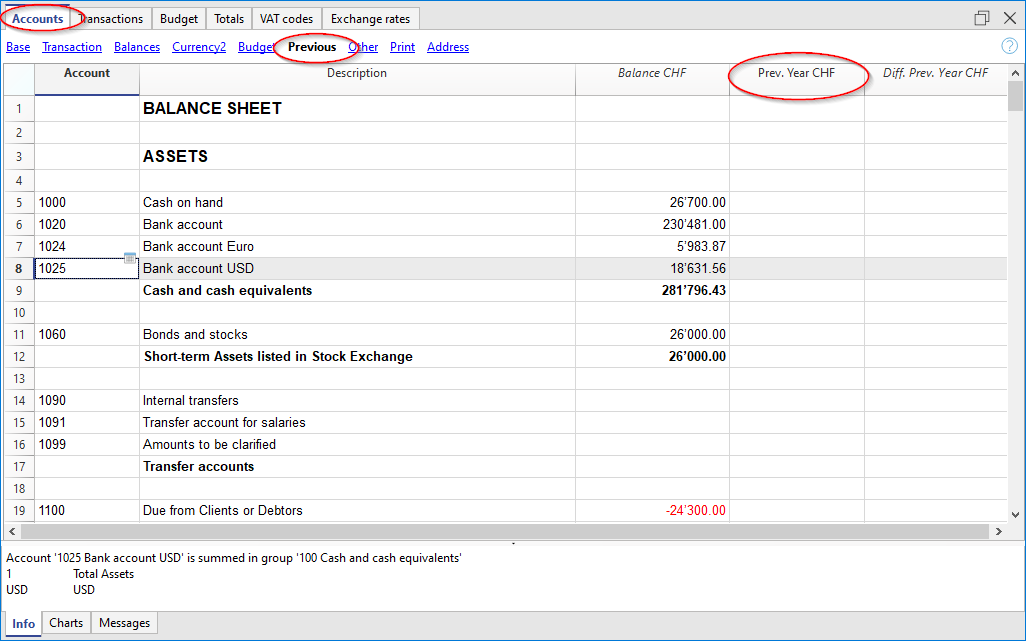 Accounts Transactions Budget Totals VAT codes Exchange rates
Base Transaction Balances Currency2 Budget Previous Other Print Address
Account Description Balance CHF Prev. Year CHF Diff. Prev. Year CHF
1 BALANCE SHEET
2
3 ASSETS
4
5 1000 Cash on hand 26'700.00
6 1020 Bank account 230'481.00
7 1024 Bank account Euro 5'983.87
8 1025 Bank account USD 18'631.56
9 Cash and cash equivalents 281'796.43
10
11 1060 Bonds and stocks 26'000.00
12 Short-term Assets listed in Stock Exchange 26'000.00
13
14 1090 Internal transfers
15 1091 Transfer account for salaries
16 1099 Amounts to be clarified
17 Transfer accounts
18
19 1100 Due from Clients or Debtors -24'300.00
Account '1025 Bank account USD' is summed in group '100 Cash and cash equivalents'
1 Total Assets
USD USD
Info Charts Messages